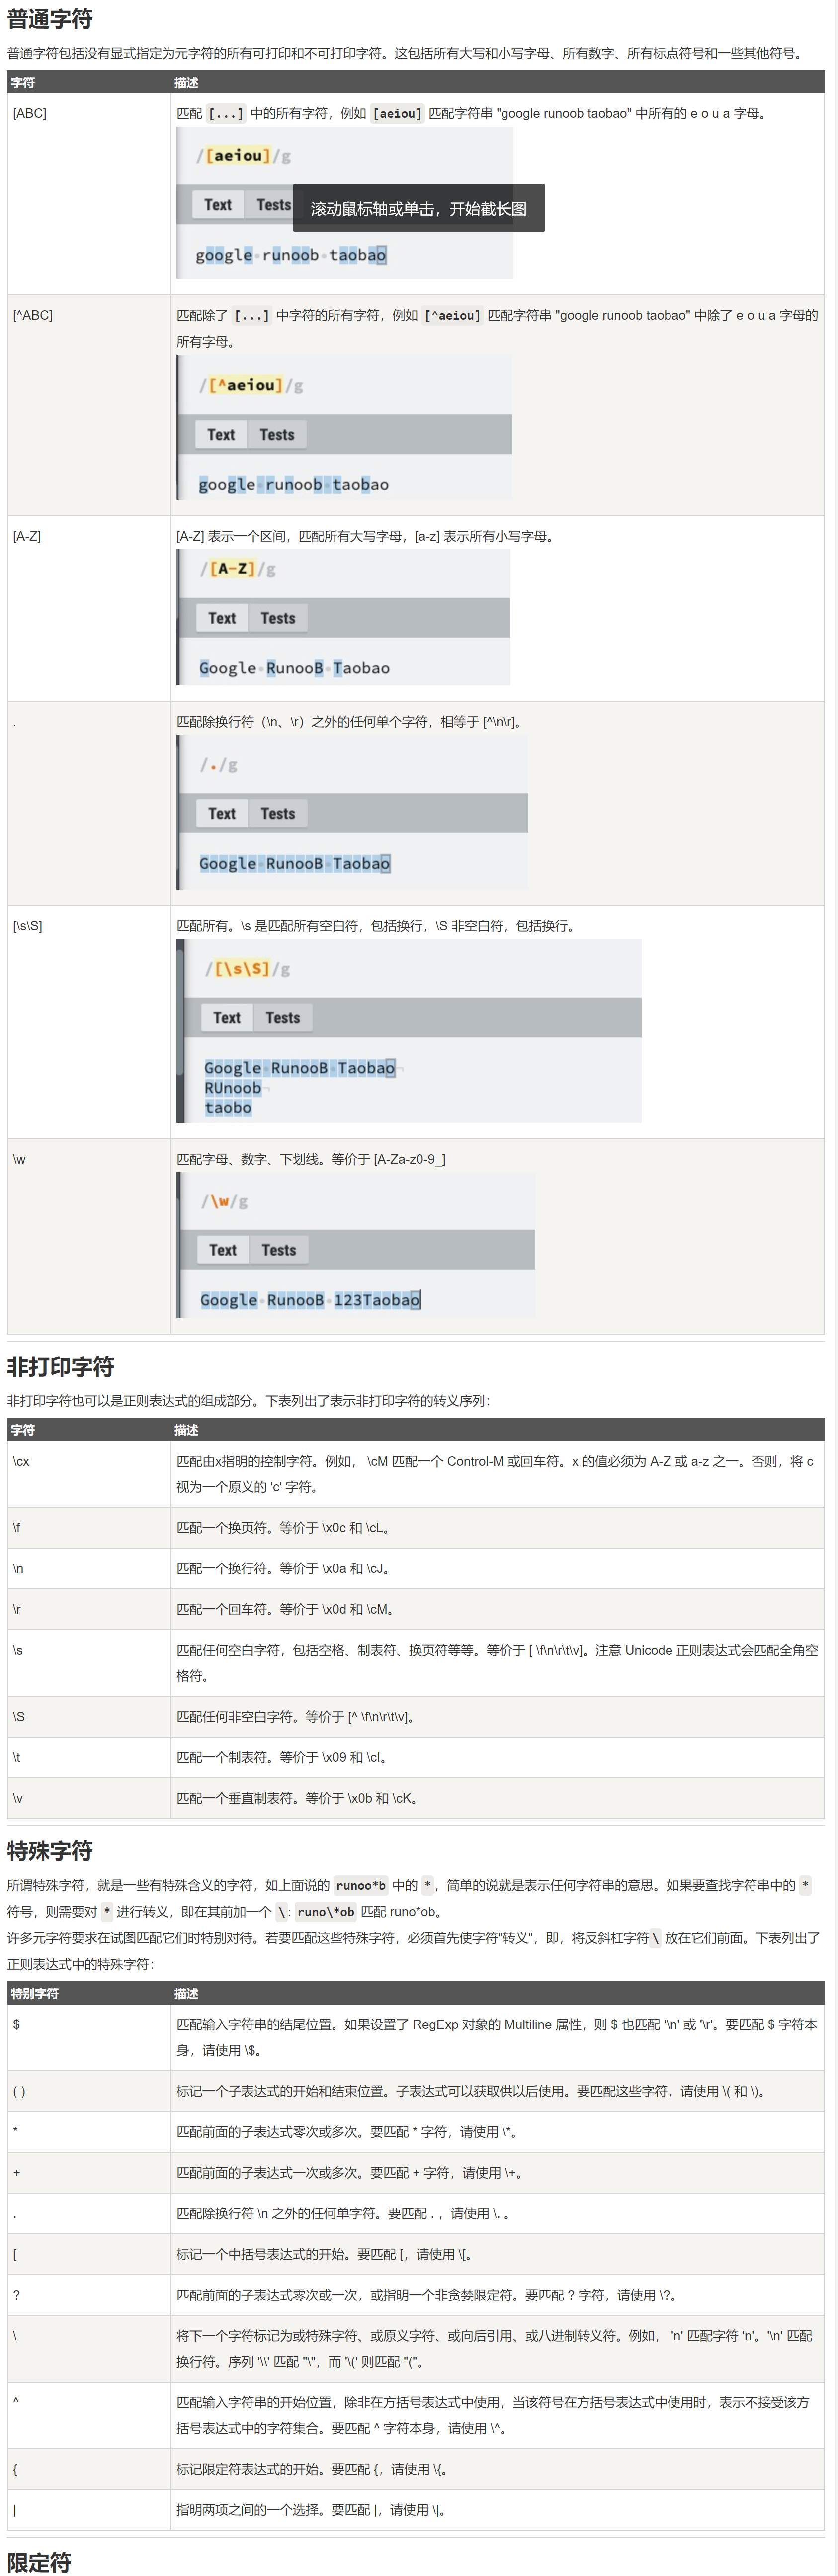 普通字符
普通字符包括没有显式指定为元字符的所有可打印和不可打印字符。这包括所有大写和小写字母、所有数字、所有标点符号和一些其他符号。
字符 描述
[ABC] 匹配 [...] 中的所有字符，例如 [aeiou] 匹配字符串 "google runoob taobao" 中所有的 e o u a 字母。
/[aeiou]/g
Text Tests
滚动鼠标轴或单击，开始截长图
google·runoob·taobao
[^ABC] 匹配除了 [...] 中字符的所有字符，例如 [^aeiou] 匹配字符串 "google runoob taobao" 中除了 e o u a 字母的
所有字母。
/[^aeiou]/g
Text Tests
google·runoob·taobao
[A-Z] [A-Z] 表示一个区间，匹配所有大写字母，[a-z] 表示所有小写字母。
/[A-Z]/g
Text Tests
Google·RunooB·Taobao
. 匹配除换行符（\n、\r）之外的任何单个字符，相等于 [^\n\r]。
/./g
Text Tests
Google·RunooB·Taobao
[\s\S] 匹配所有。\s 是匹配所有空白符，包括换行，\S 非空白符，包括换行。
/[\s\S]/g
Text Tests
Google·RunooB·Taobao¬
RUnoob¬
taobo
\w 匹配字母、数字、下划线。等价于 [A-Za-z0-9_]
/\w/g
Text Tests
Google·RunooB·123Taobao
非打印字符
非打印字符也可以是正则表达式的组成部分。下表列出了表示非打印字符的转义序列：
字符 描述
\cx 匹配由x指明的控制字符。例如， \cM 匹配一个 Control-M 或回车符。x 的值必须为 A-Z 或 a-z 之一。否则，将 c
视为一个原义的 'c' 字符。
\f 匹配一个换页符。等价于 \x0c 和 \cL。
\n 匹配一个换行符。等价于 \x0a 和 \cJ。
\r 匹配一个回车符。等价于 \x0d 和 \cM。
\s 匹配任何空白字符，包括空格、制表符、换页符等等。等价于 [ \f\n\r\t\v]。注意 Unicode 正则表达式会匹配全角空
格符。
\S 匹配任何非空白字符。等价于 [^ \f\n\r\t\v]。
\t 匹配一个制表符。等价于 \x09 和 \cI。
\v 匹配一个垂直制表符。等价于 \x0b 和 \cK。
特殊字符
所谓特殊字符，就是一些有特殊含义的字符，如上面说的 runoo*b 中的 *，简单的说就是表示任何字符串的意思。如果要查找字符串中的 *
符号，则需要对 * 进行转义，即在其前加一个 \: runo\*ob 匹配 runo*ob。
许多元字符要求在试图匹配它们时特别对待。若要匹配这些特殊字符，必须首先使字符"转义"，即，将反斜杠字符\ 放在它们前面。下表列出了
正则表达式中的特殊字符：
特别字符 描述
$ 匹配输入字符串的结尾位置。如果设置了 RegExp 对象的 Multiline 属性，则 $ 也匹配 '\n' 或 '\r'。要匹配 $ 字符本
身，请使用 \$。
( ) 标记一个子表达式的开始和结束位置。子表达式可以获取供以后使用。要匹配这些字符，请使用 \( 和 \)。
* 匹配前面的子表达式零次或多次。要匹配 * 字符，请使用 \*。
+ 匹配前面的子表达式一次或多次。要匹配 + 字符，请使用 \+。
. 匹配除换行符 \n 之外的任何单字符。要匹配 . ，请使用 \. 。
[ 标记一个中括号表达式的开始。要匹配 [，请使用 \[。
? 匹配前面的子表达式零次或一次，或指明一个非贪婪限定符。要匹配 ? 字符，请使用 \?。
\ 将下一个字符标记为或特殊字符、或原义字符、或向后引用、或八进制转义符。例如， 'n' 匹配字符 'n'。'\n' 匹配
换行符。序列 '\\' 匹配 "\"，而 '\(' 则匹配 "("。
^ 匹配输入字符串的开始位置，除非在方括号表达式中使用，当该符号在方括号表达式中使用时，表示不接受该方
括号表达式中的字符集合。要匹配 ^ 字符本身，请使用 \^。
{ 标记限定符表达式的开始。要匹配 {，请使用 \{。
| 指明两项之间的一个选择。要匹配 |，请使用 \|。
限定符